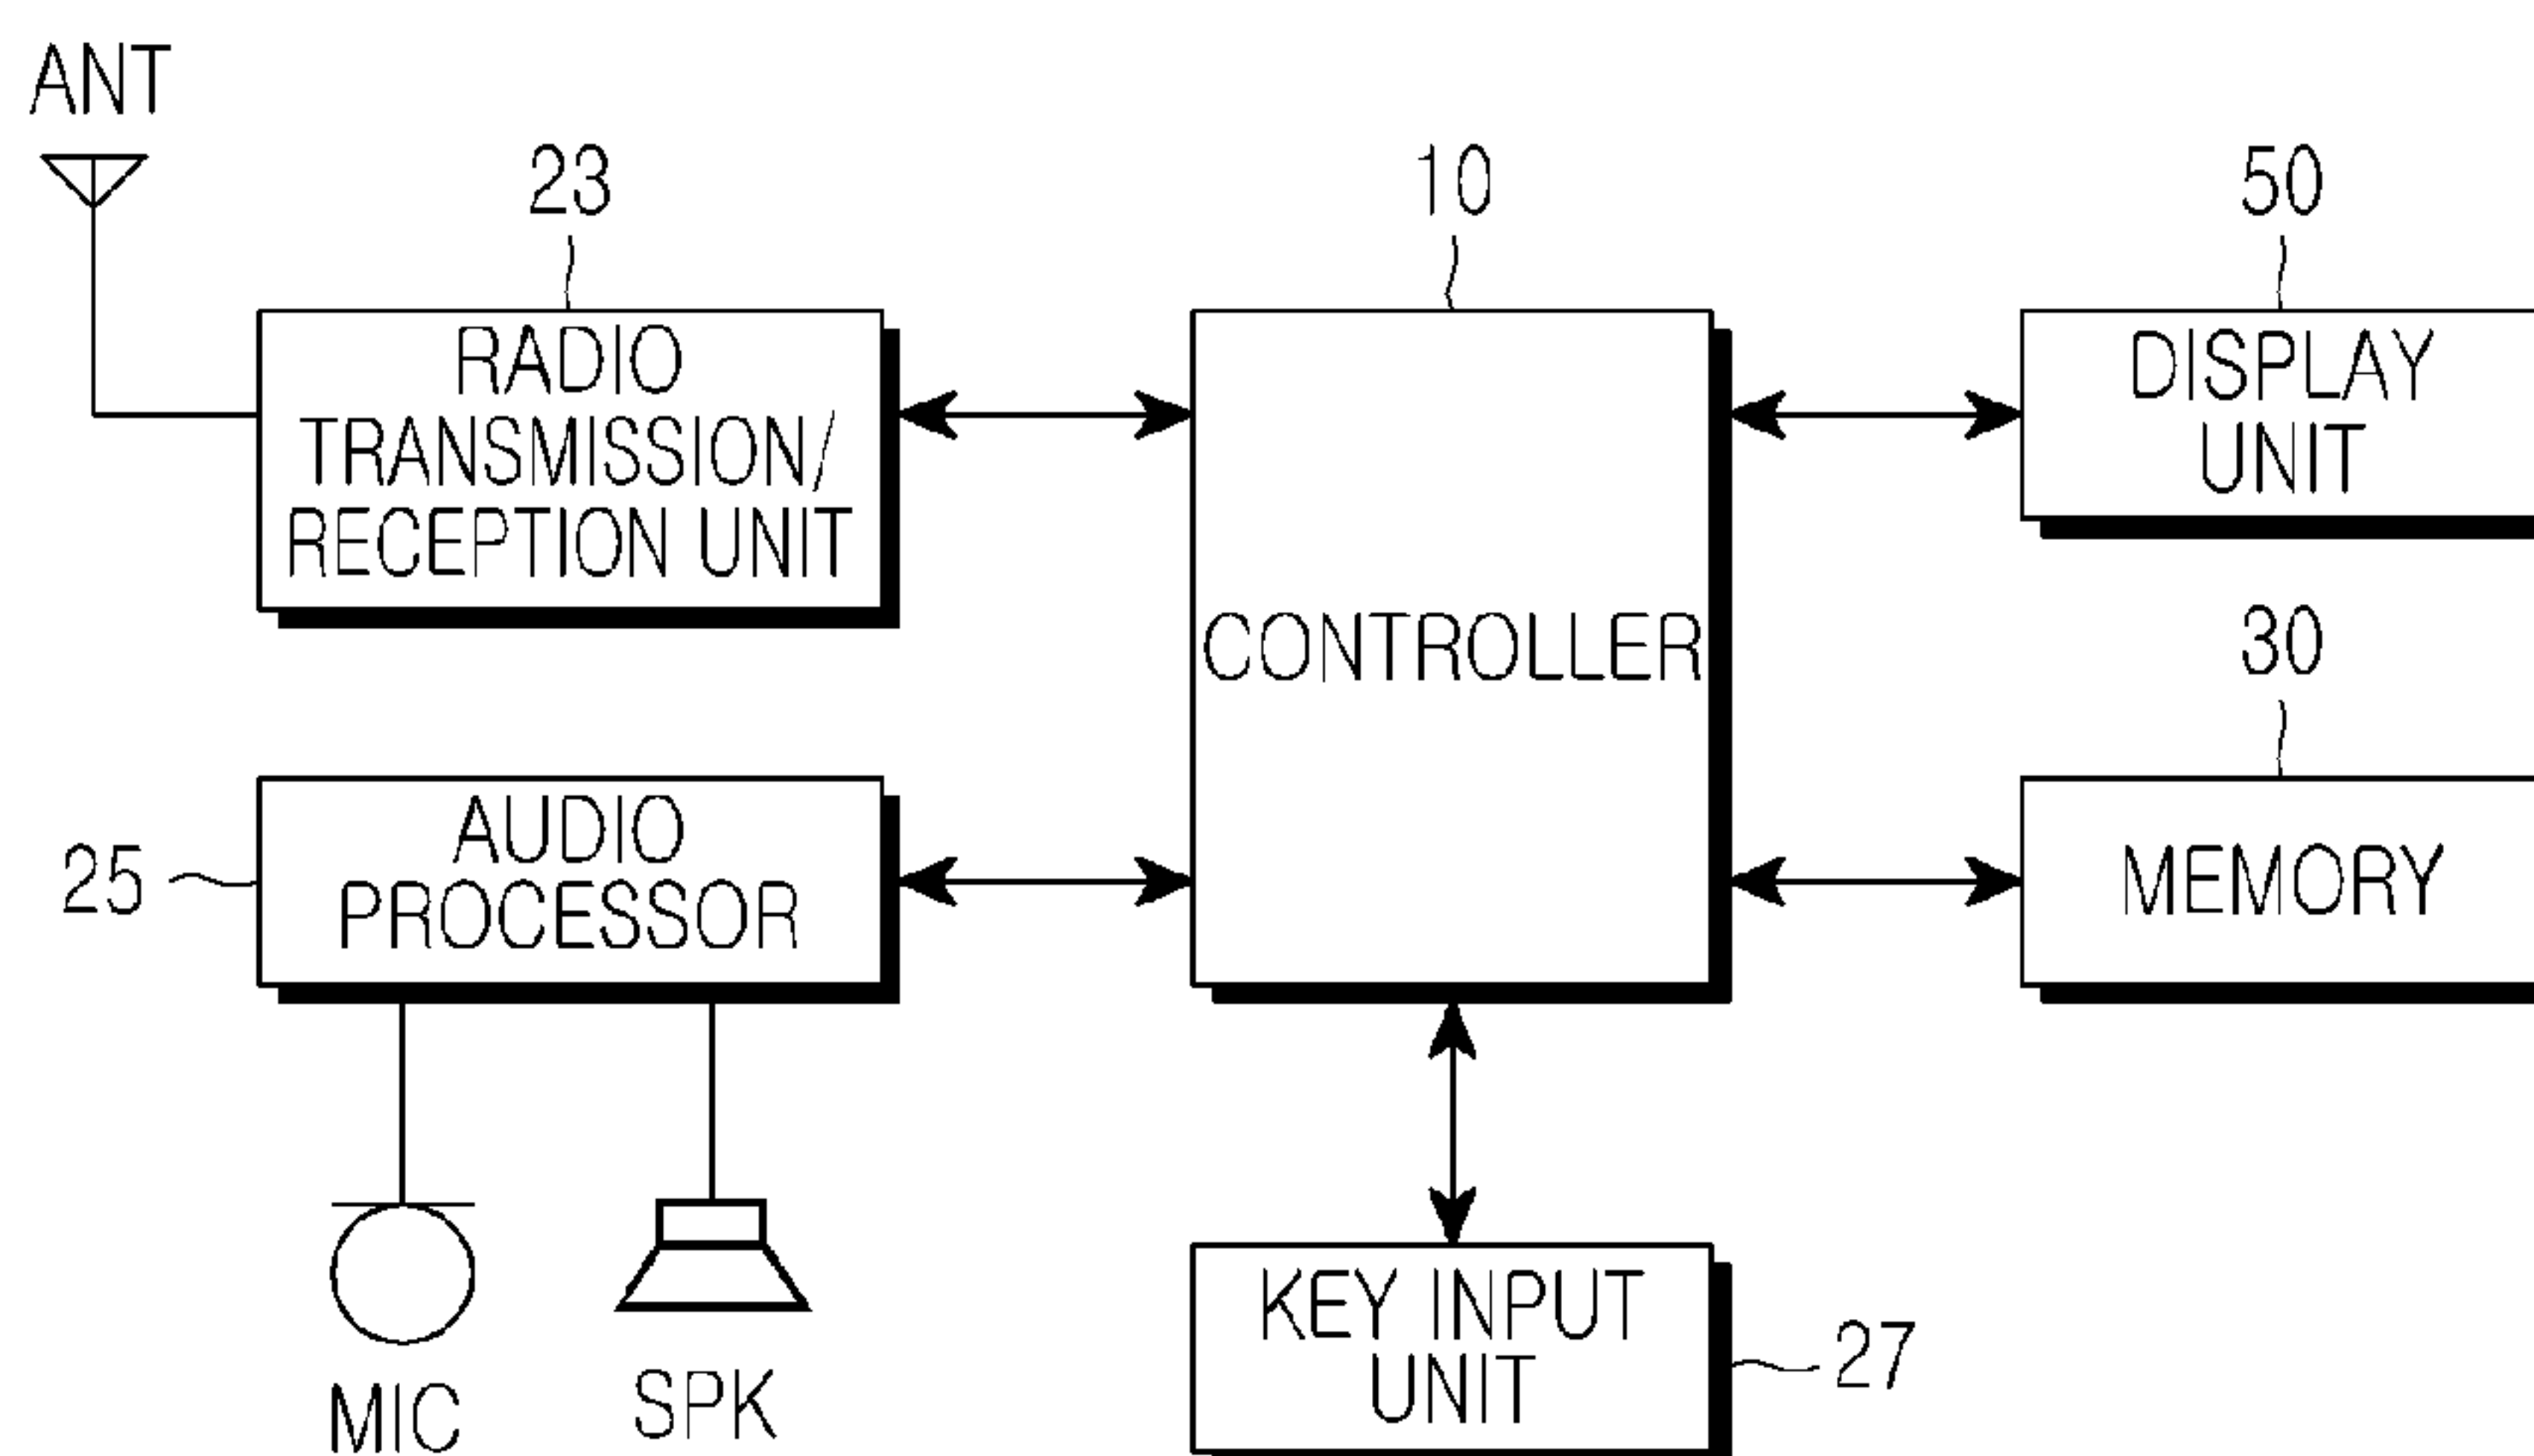 ANT
23
10
50
RADIO
TRANSMISSION/
RECEPTION UNIT
DISPLAY
UNIT
CONTROLLER
30
25
AUDIO
PROCESSOR
MEMORY
KEY INPUT
UNIT
27
MIC
SPK